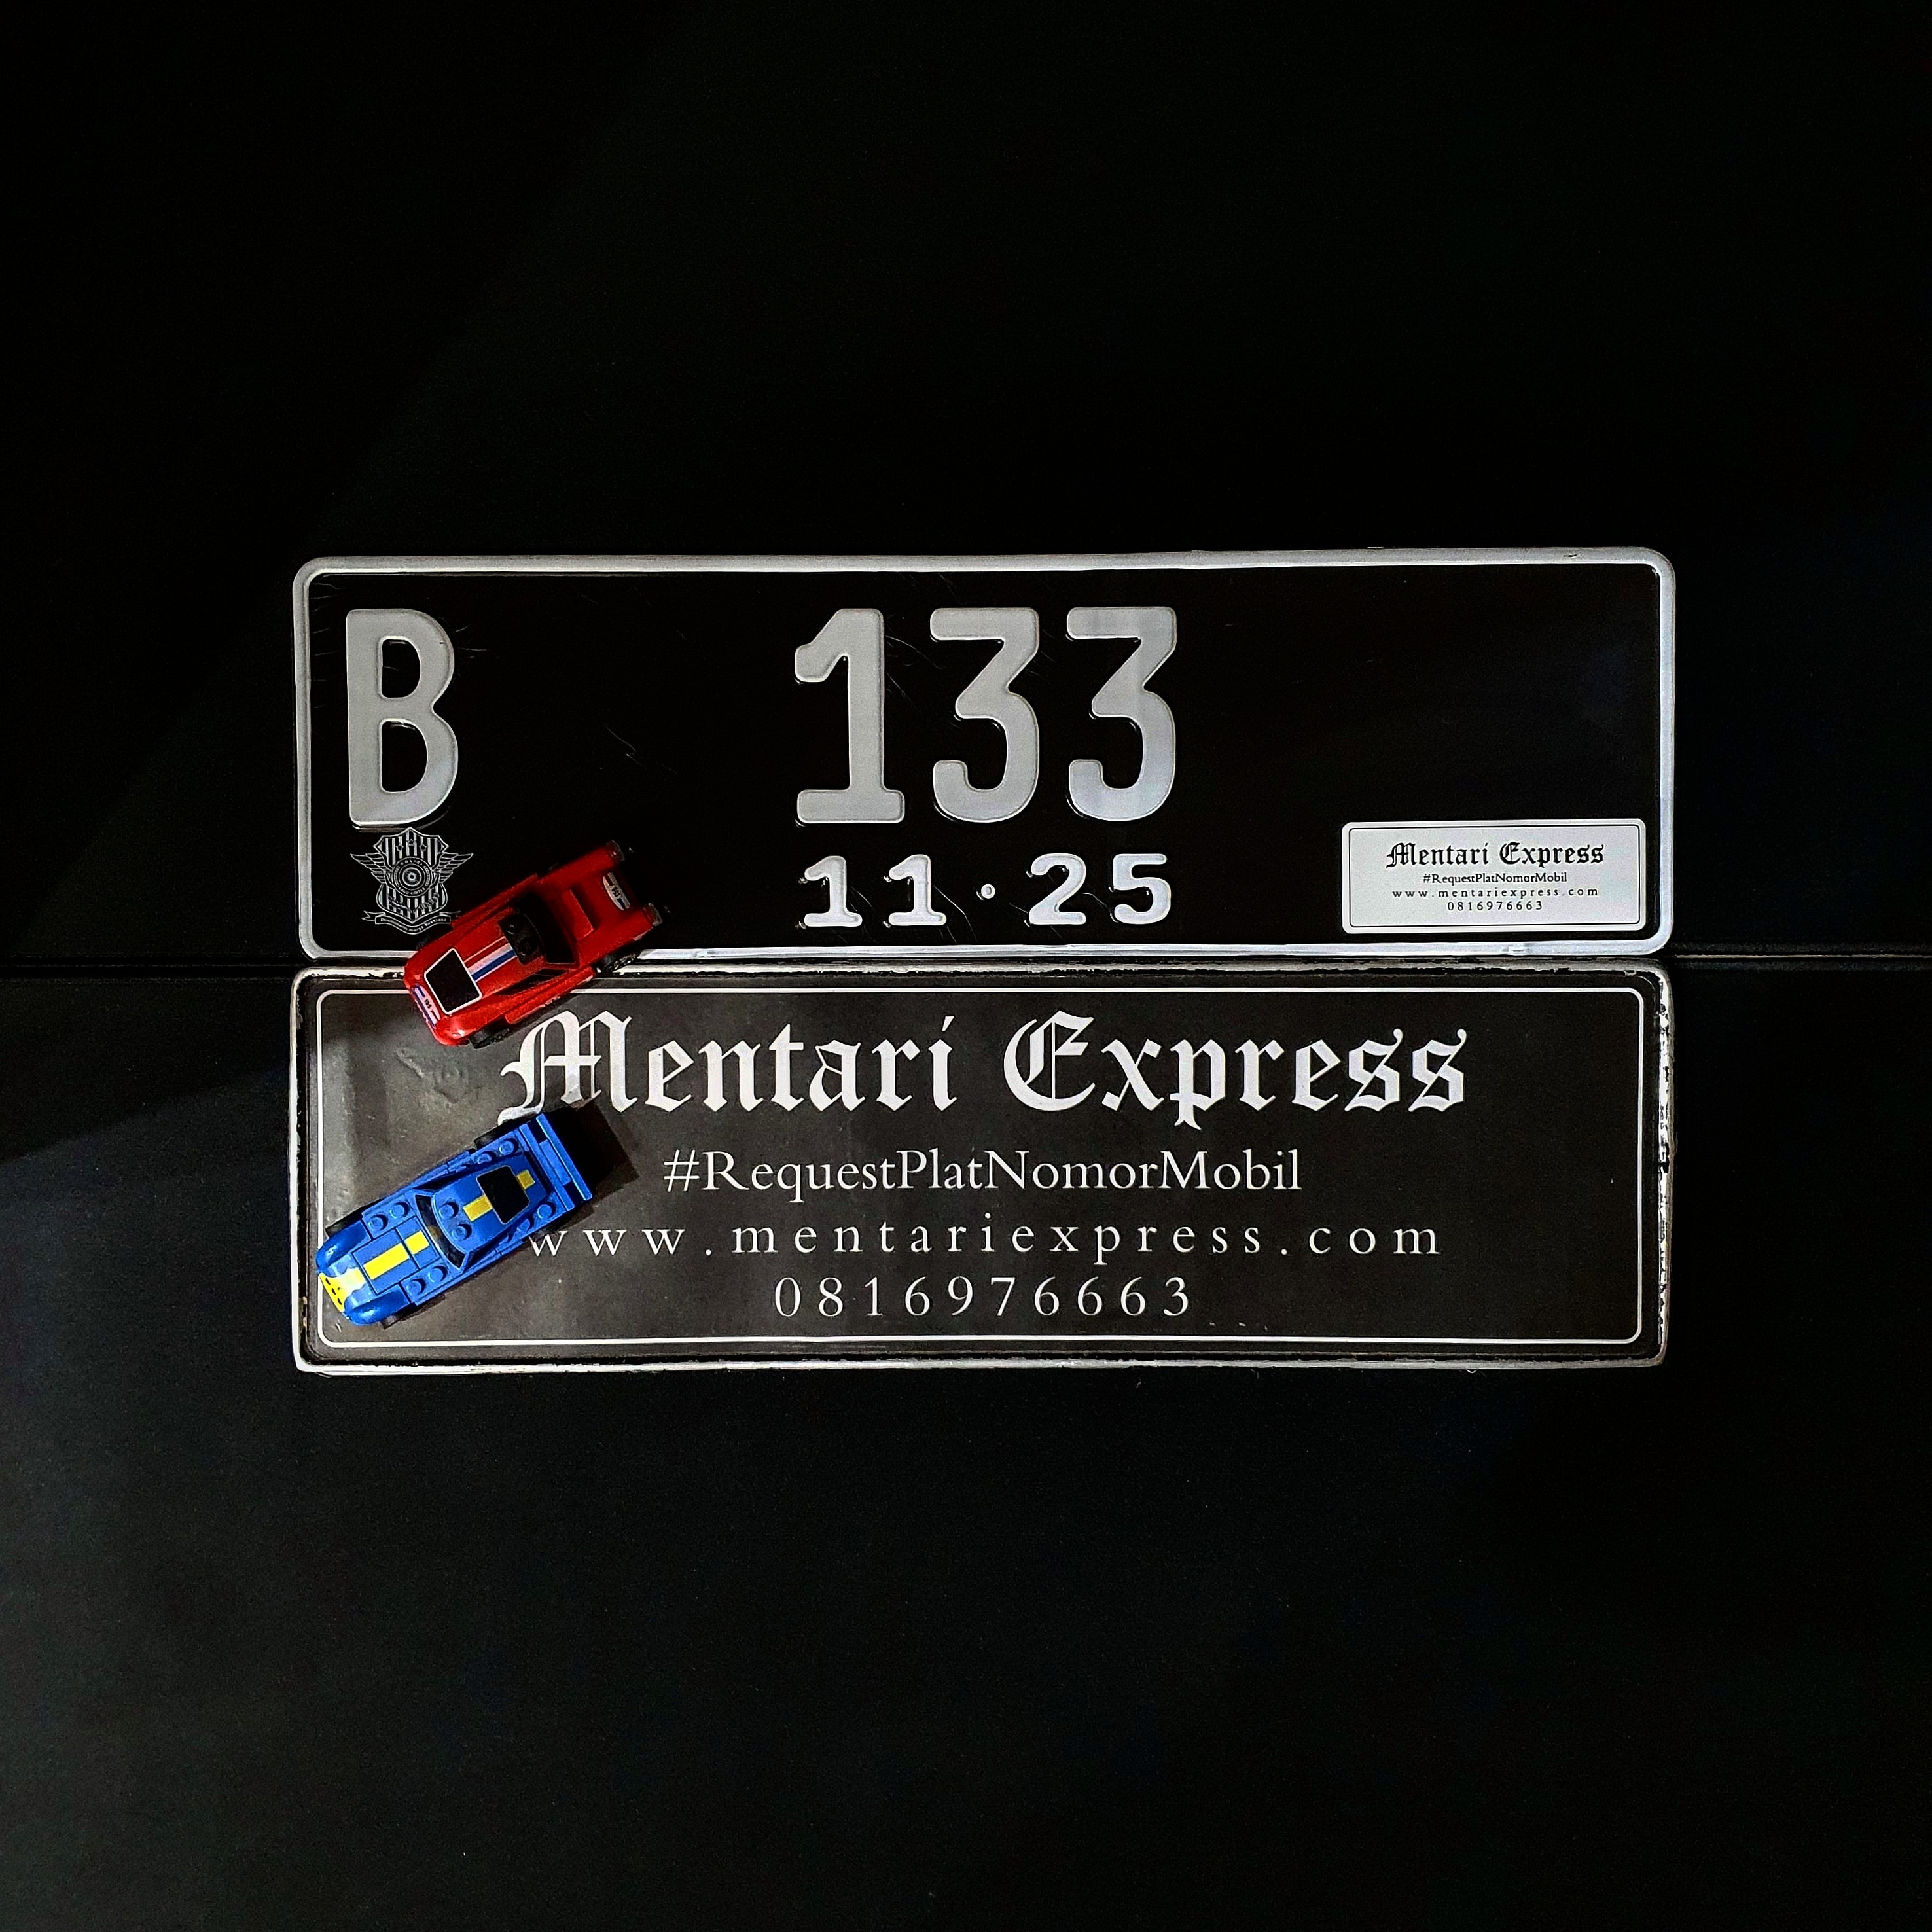 B 133
11·25
Mentari Express
#RequestPlatNomorMobil
www.mentariexpress.com
0816976663
Mentari Express
#RequestPlatNomorMobil
www.mentariexpress.com
0816976663